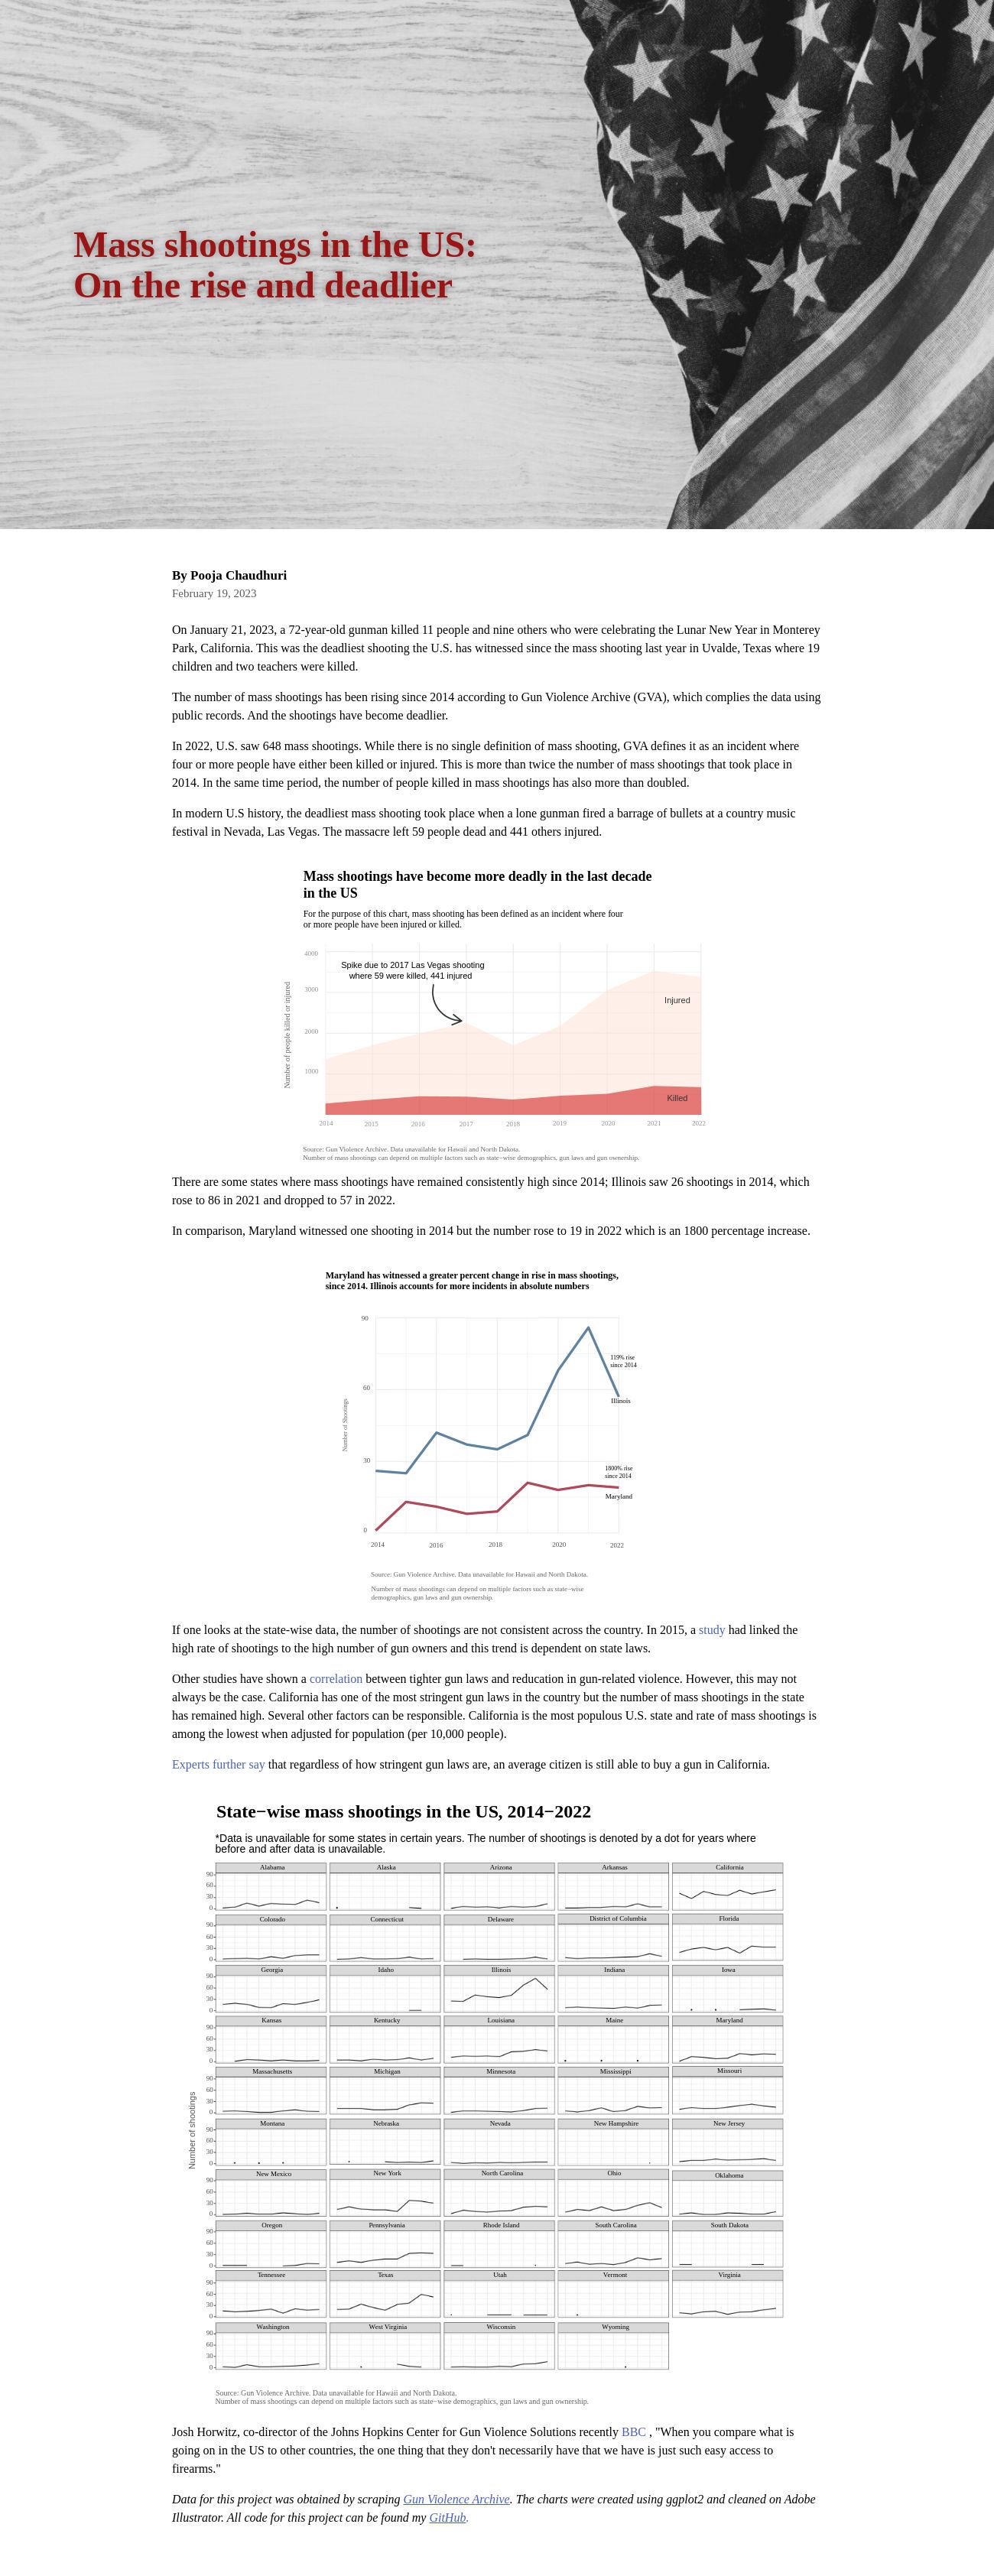 Mass shootings in the US:
On the rise and deadlier
By Pooja Chaudhuri
February 19, 2023
On January 21, 2023, a 72-year-old gunman killed 11 people and nine others who were celebrating the Lunar New Year in Monterey
Park, California. This was the deadliest shooting the U.S. has witnessed since the mass shooting last year in Uvalde, Texas where 19
children and two teachers were killed.
The number of mass shootings has been rising since 2014 according to Gun Violence Archive (GVA), which complies the data using
public records. And the shootings have become deadlier.
In 2022, U.S. saw 648 mass shootings. While there is no single definition of mass shooting, GVA defines it as an incident where
four or more people have either been killed or injured. This is more than twice the number of mass shootings that took place in
2014. In the same time period, the number of people killed in mass shootings has also more than doubled.
In modern U.S history, the deadliest mass shooting took place when a lone gunman fired a barrage of bullets at a country music
festival in Nevada, Las Vegas. The massacre left 59 people dead and 441 others injured.
Mass shootings have become more deadly in the last decade
in the US
For the purpose of this chart, mass shooting has been defined as an incident where four
or more people have been injured or killed.
4000
Spike due to 2017 Las Vegas shooting
where 59 were killed, 441 injured
3000
Injured
Number of people killed or injured
2000
1000
Killed
2014 2015 2016 2017 2018 2019 2020 2021 2022
Source: Gun Violence Archive. Data unavailable for Hawaii and North Dakota.
Number of mass shootings can depend on multiple factors such as state−wise demographics, gun laws and gun ownership.
There are some states where mass shootings have remained consistently high since 2014; Illinois saw 26 shootings in 2014, which
rose to 86 in 2021 and dropped to 57 in 2022.
In comparison, Maryland witnessed one shooting in 2014 but the number rose to 19 in 2022 which is an 1800 percentage increase.
Maryland has witnessed a greater percent change in rise in mass shootings,
since 2014. Illinois accounts for more incidents in absolute numbers
90
119% rise
since 2014
60
Illinois
Number of Shootings
30
1800% rise
since 2014
Maryland
0
2014 2016 2018 2020 2022
Source: Gun Violence Archive. Data unavailable for Hawaii and North Dakota.
Number of mass shootings can depend on multiple factors such as state−wise
demographics, gun laws and gun ownership.
If one looks at the state-wise data, the number of shootings are not consistent across the country. In 2015, a study had linked the
high rate of shootings to the high number of gun owners and this trend is dependent on state laws.
Other studies have shown a correlation between tighter gun laws and reducation in gun-related violence. However, this may not
always be the case. California has one of the most stringent gun laws in the country but the number of mass shootings in the state
has remained high. Several other factors can be responsible. California is the most populous U.S. state and rate of mass shootings is
among the lowest when adjusted for population (per 10,000 people).
Experts further say that regardless of how stringent gun laws are, an average citizen is still able to buy a gun in California.
State−wise mass shootings in the US, 2014−2022
*Data is unavailable for some states in certain years. The number of shootings is denoted by a dot for years where
before and after data is unavailable.
Alabama Alaska Arizona Arkansas California
90
60
30
0
Colorado Connecticut Delaware District of Columbia Florida
90
60
30
0
Georgia Idaho Illinois Indiana Iowa
90
60
30
0
Kansas Kentucky Louisiana Maine Maryland
90
60
30
0
Massachusetts Michigan Minnesota Mississippi Missouri
90
60
30
0
Number of shootings
Montana Nebraska Nevada New Hampshire New Jersey
90
60
30
0
New Mexico New York North Carolina Ohio Oklahoma
90
60
30
0
Oregon Pennsylvania Rhode Island South Carolina South Dakota
90
60
30
0
Tennessee Texas Utah Vermont Virginia
90
60
30
0
Washington West Virginia Wisconsin Wyoming
90
60
30
0
Source: Gun Violence Archive. Data unavailable for Hawaii and North Dakota.
Number of mass shootings can depend on multiple factors such as state−wise demographics, gun laws and gun ownership.
Josh Horwitz, co-director of the Johns Hopkins Center for Gun Violence Solutions recently BBC , "When you compare what is
going on in the US to other countries, the one thing that they don't necessarily have that we have is just such easy access to
firearms."
Data for this project was obtained by scraping Gun Violence Archive. The charts were created using ggplot2 and cleaned on Adobe
Illustrator. All code for this project can be found my GitHub.